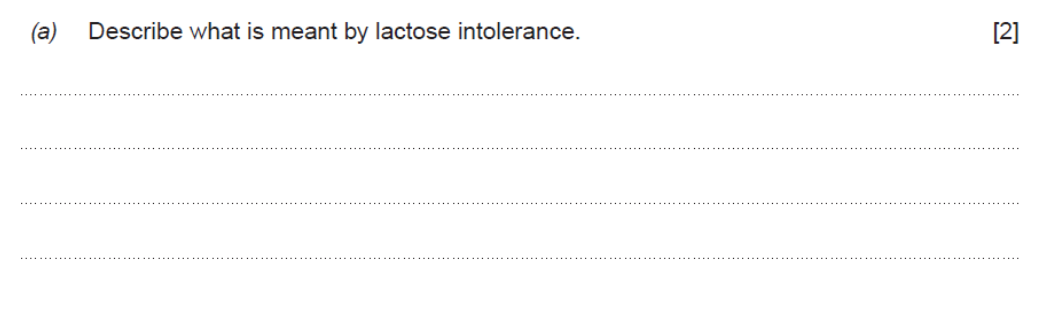 (a) Describe what is meant by lactose intolerance. [2]